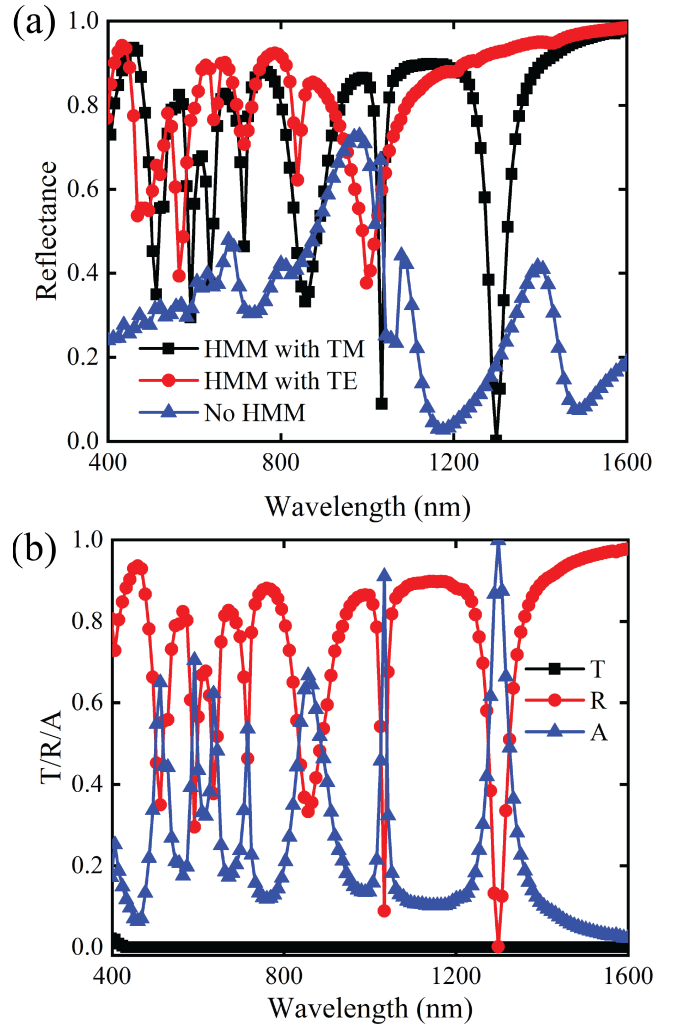 (a)
1.0
0.8
0.6
0.4
0.2
0.0
Reflectance
HMM with TM
HMM with TE
No HMM
400 800 1200 1600
Wavelength (nm)
(b)
1.0
0.8
0.6
0.4
0.2
0.0
T/R/A
T
R
A
400 800 1200 1600
Wavelength (nm)